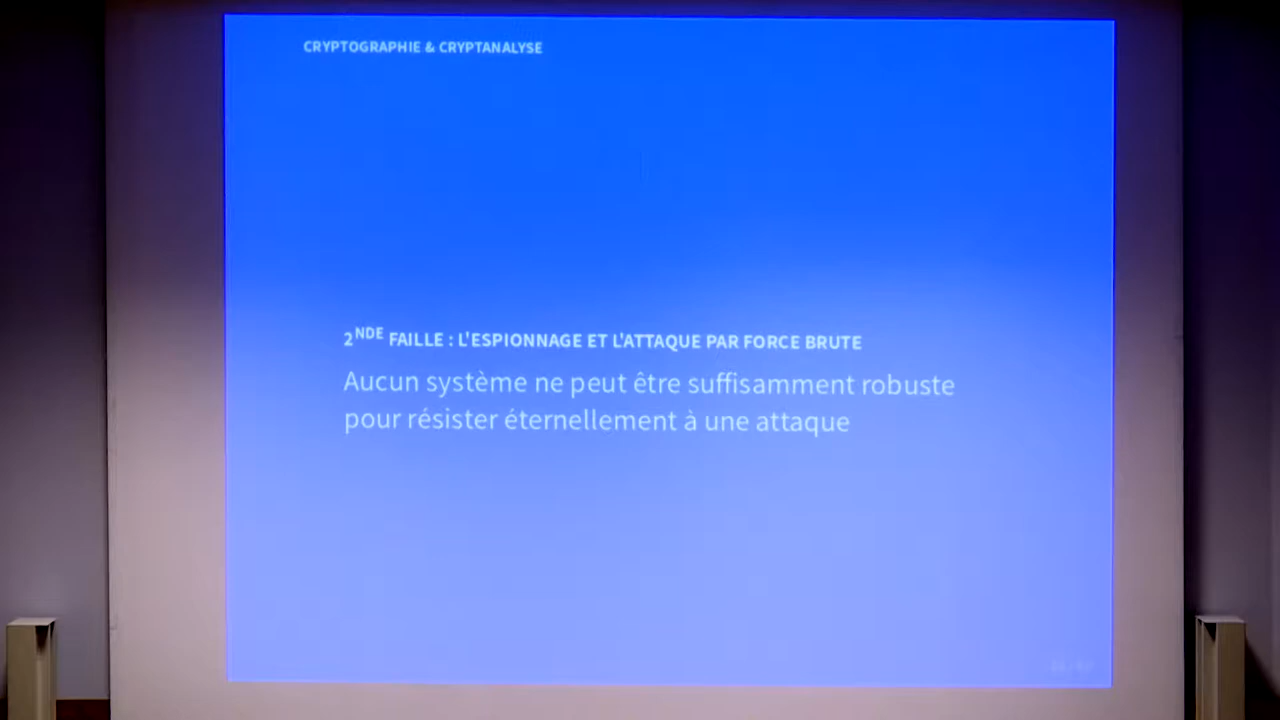 CRYPTOGRAPHIE & CRYPTANALYSE
2NDE FAILLE : L'ESPIONNAGE ET L'ATTAQUE PAR FORCE BRUTE
Aucun système ne peut être suffisamment robuste
pour résister éternellement à une attaque